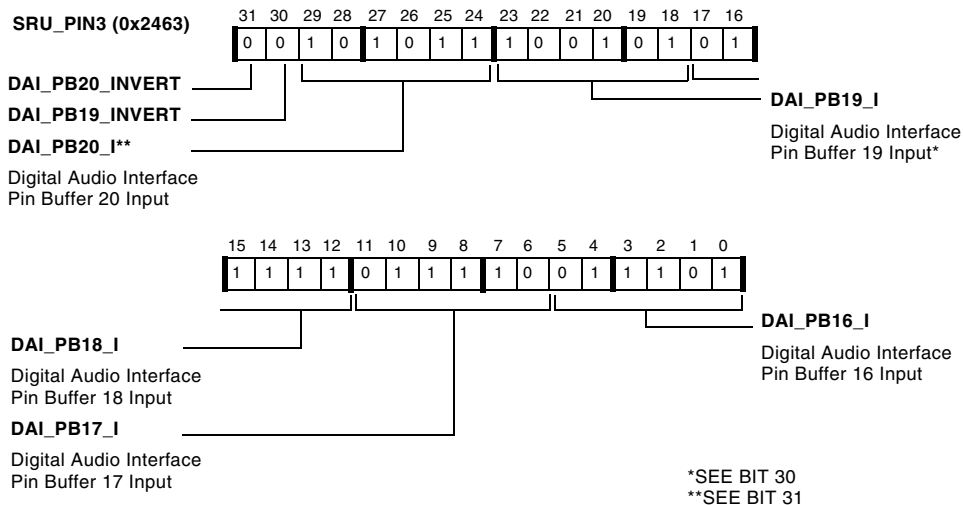 SRU_PIN3 (0x2463)
31 30 29 28 27 26 25 24 23 22 21 20 19 18 17 16
0 0 1 0 1 0 1 1 1 0 0 1 0 1 0 1
DAI_PB20_INVERT
DAI_PB19_INVERT
DAI_PB20_I**
Digital Audio Interface
Pin Buffer 20 Input
DAI_PB19_I
Digital Audio Interface
Pin Buffer 19 Input*
15 14 13 12 11 10 9 8 7 6 5 4 3 2 1 0
1 1 1 1 0 1 1 1 1 0 0 1 1 1 0 1
DAI_PB18_I
Digital Audio Interface
Pin Buffer 18 Input
DAI_PB17_I
Digital Audio Interface
Pin Buffer 17 Input
DAI_PB16_I
Digital Audio Interface
Pin Buffer 16 Input
*SEE BIT 30
**SEE BIT 31